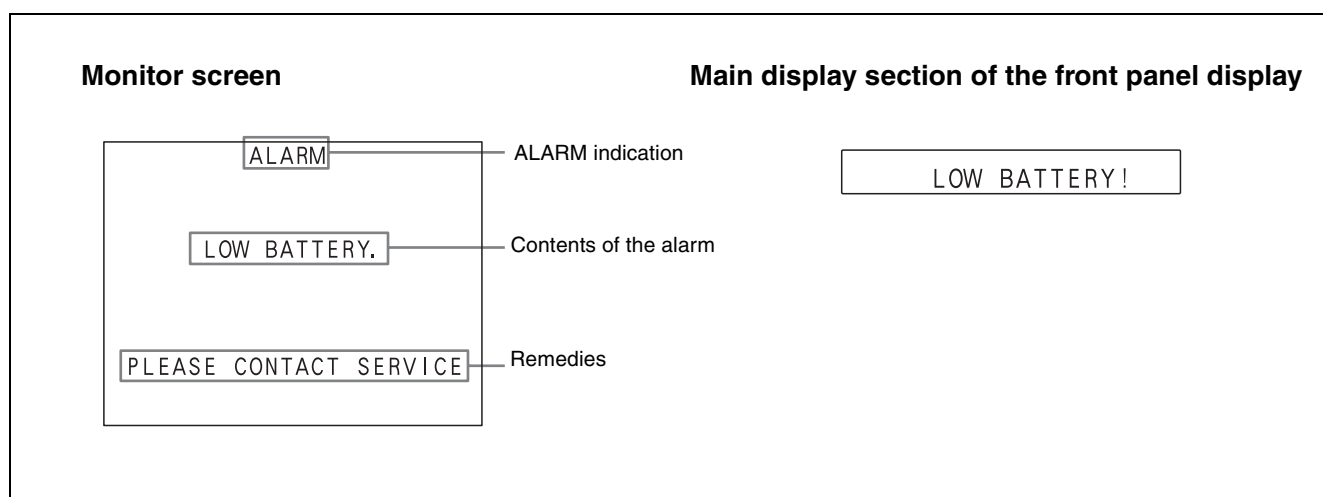 Monitor screen
Main display section of the front panel display
ALARM
ALARM indication
LOW BATTERY.
Contents of the alarm
PLEASE CONTACT SERVICE
Remedies
LOW BATTERY!